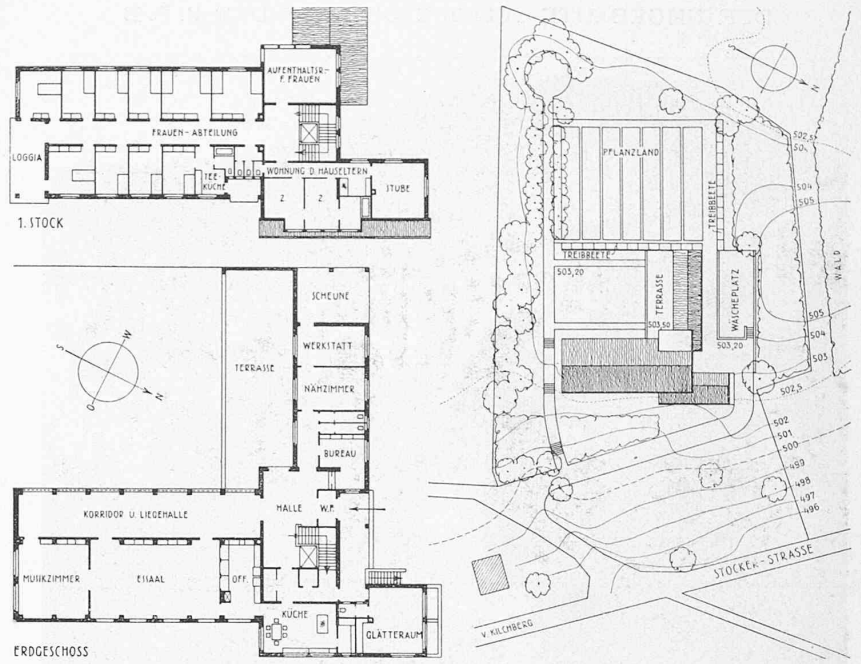 AUFENTHALTSR.
F. FRAUEN
FRAUEN-ABTEILUNG
LOGGIA
TEE-
KÜCHE
WOHNUNG D. HAUSELTERN
Z.
Z.
STUBE
1. STOCK
SCHEUNE
WERKSTATT
TERRASSE
NÄHZIMMER
BUREAU
S
W
O
N
KORRIDOR U. LIEGEHALLE
HALLE
W.F.
MUSIKZIMMER
ESSAAL
OFF.
KÜCHE
GLÄTTERAUM
ERDGESCHOSS
N
PFLANZLAND
TREIBBEETE
TREIBBEETE
503,20
TERRASSE
503,50
WÄSCHEPLATZ
503,20
WALD
502,5
504
504
505
505
504
503
502,5
502
501
500
499
498
497
496
STOCKER-STRASSE
V. KILCHBERG